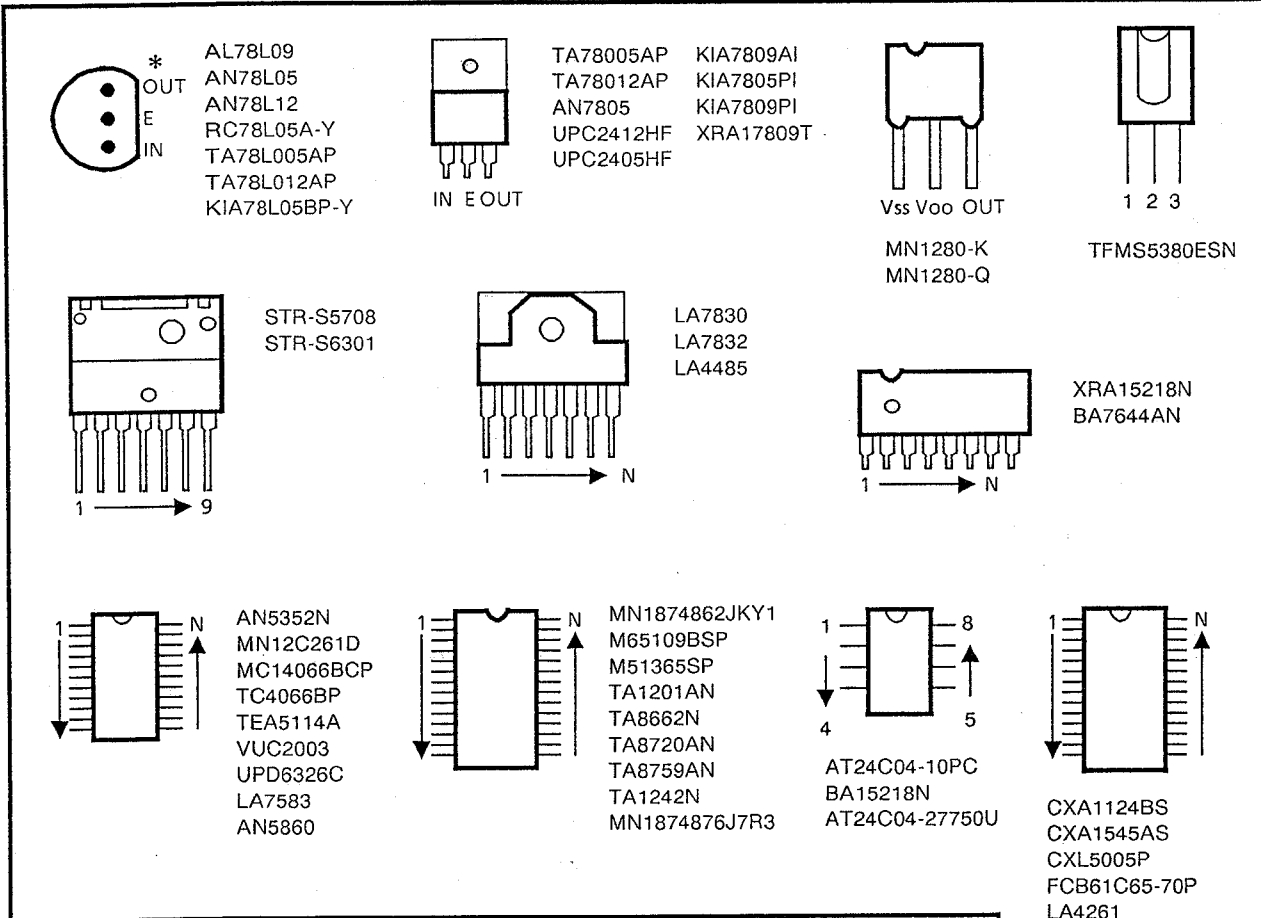 *
OUT
E
IN
AL78L09
AN78L05
AN78L12
RC78L05A-Y
TA78L005AP
TA78L012AP
KIA78L05BP-Y
IN E OUT
TA78005AP KIA7809AI
TA78012AP KIA7805PI
AN7805 KIA7809PI
UPC2412HF XRA17809T
UPC2405HF
Vss Voo OUT
MN1280-K
MN1280-Q
1 2 3
TFMS5380ESN
1 9
STR-S5708
STR-S6301
1 N
LA7830
LA7832
LA4485
1 N
XRA15218N
BA7644AN
1 N
AN5352N
MN12C261D
MC14066BCP
TC4066BP
TEA5114A
VUC2003
UPD6326C
LA7583
AN5860
1 N
MN1874862JKY1
M65109BSP
M51365SP
TA1201AN
TA8662N
TA8720AN
TA8759AN
TA1242N
MN1874876J7R3
1 8
4 5
AT24C04-10PC
BA15218N
AT24C04-27750U
1 N
CXA1124BS
CXA1545AS
CXL5005P
FCB61C65-70P
LA4261